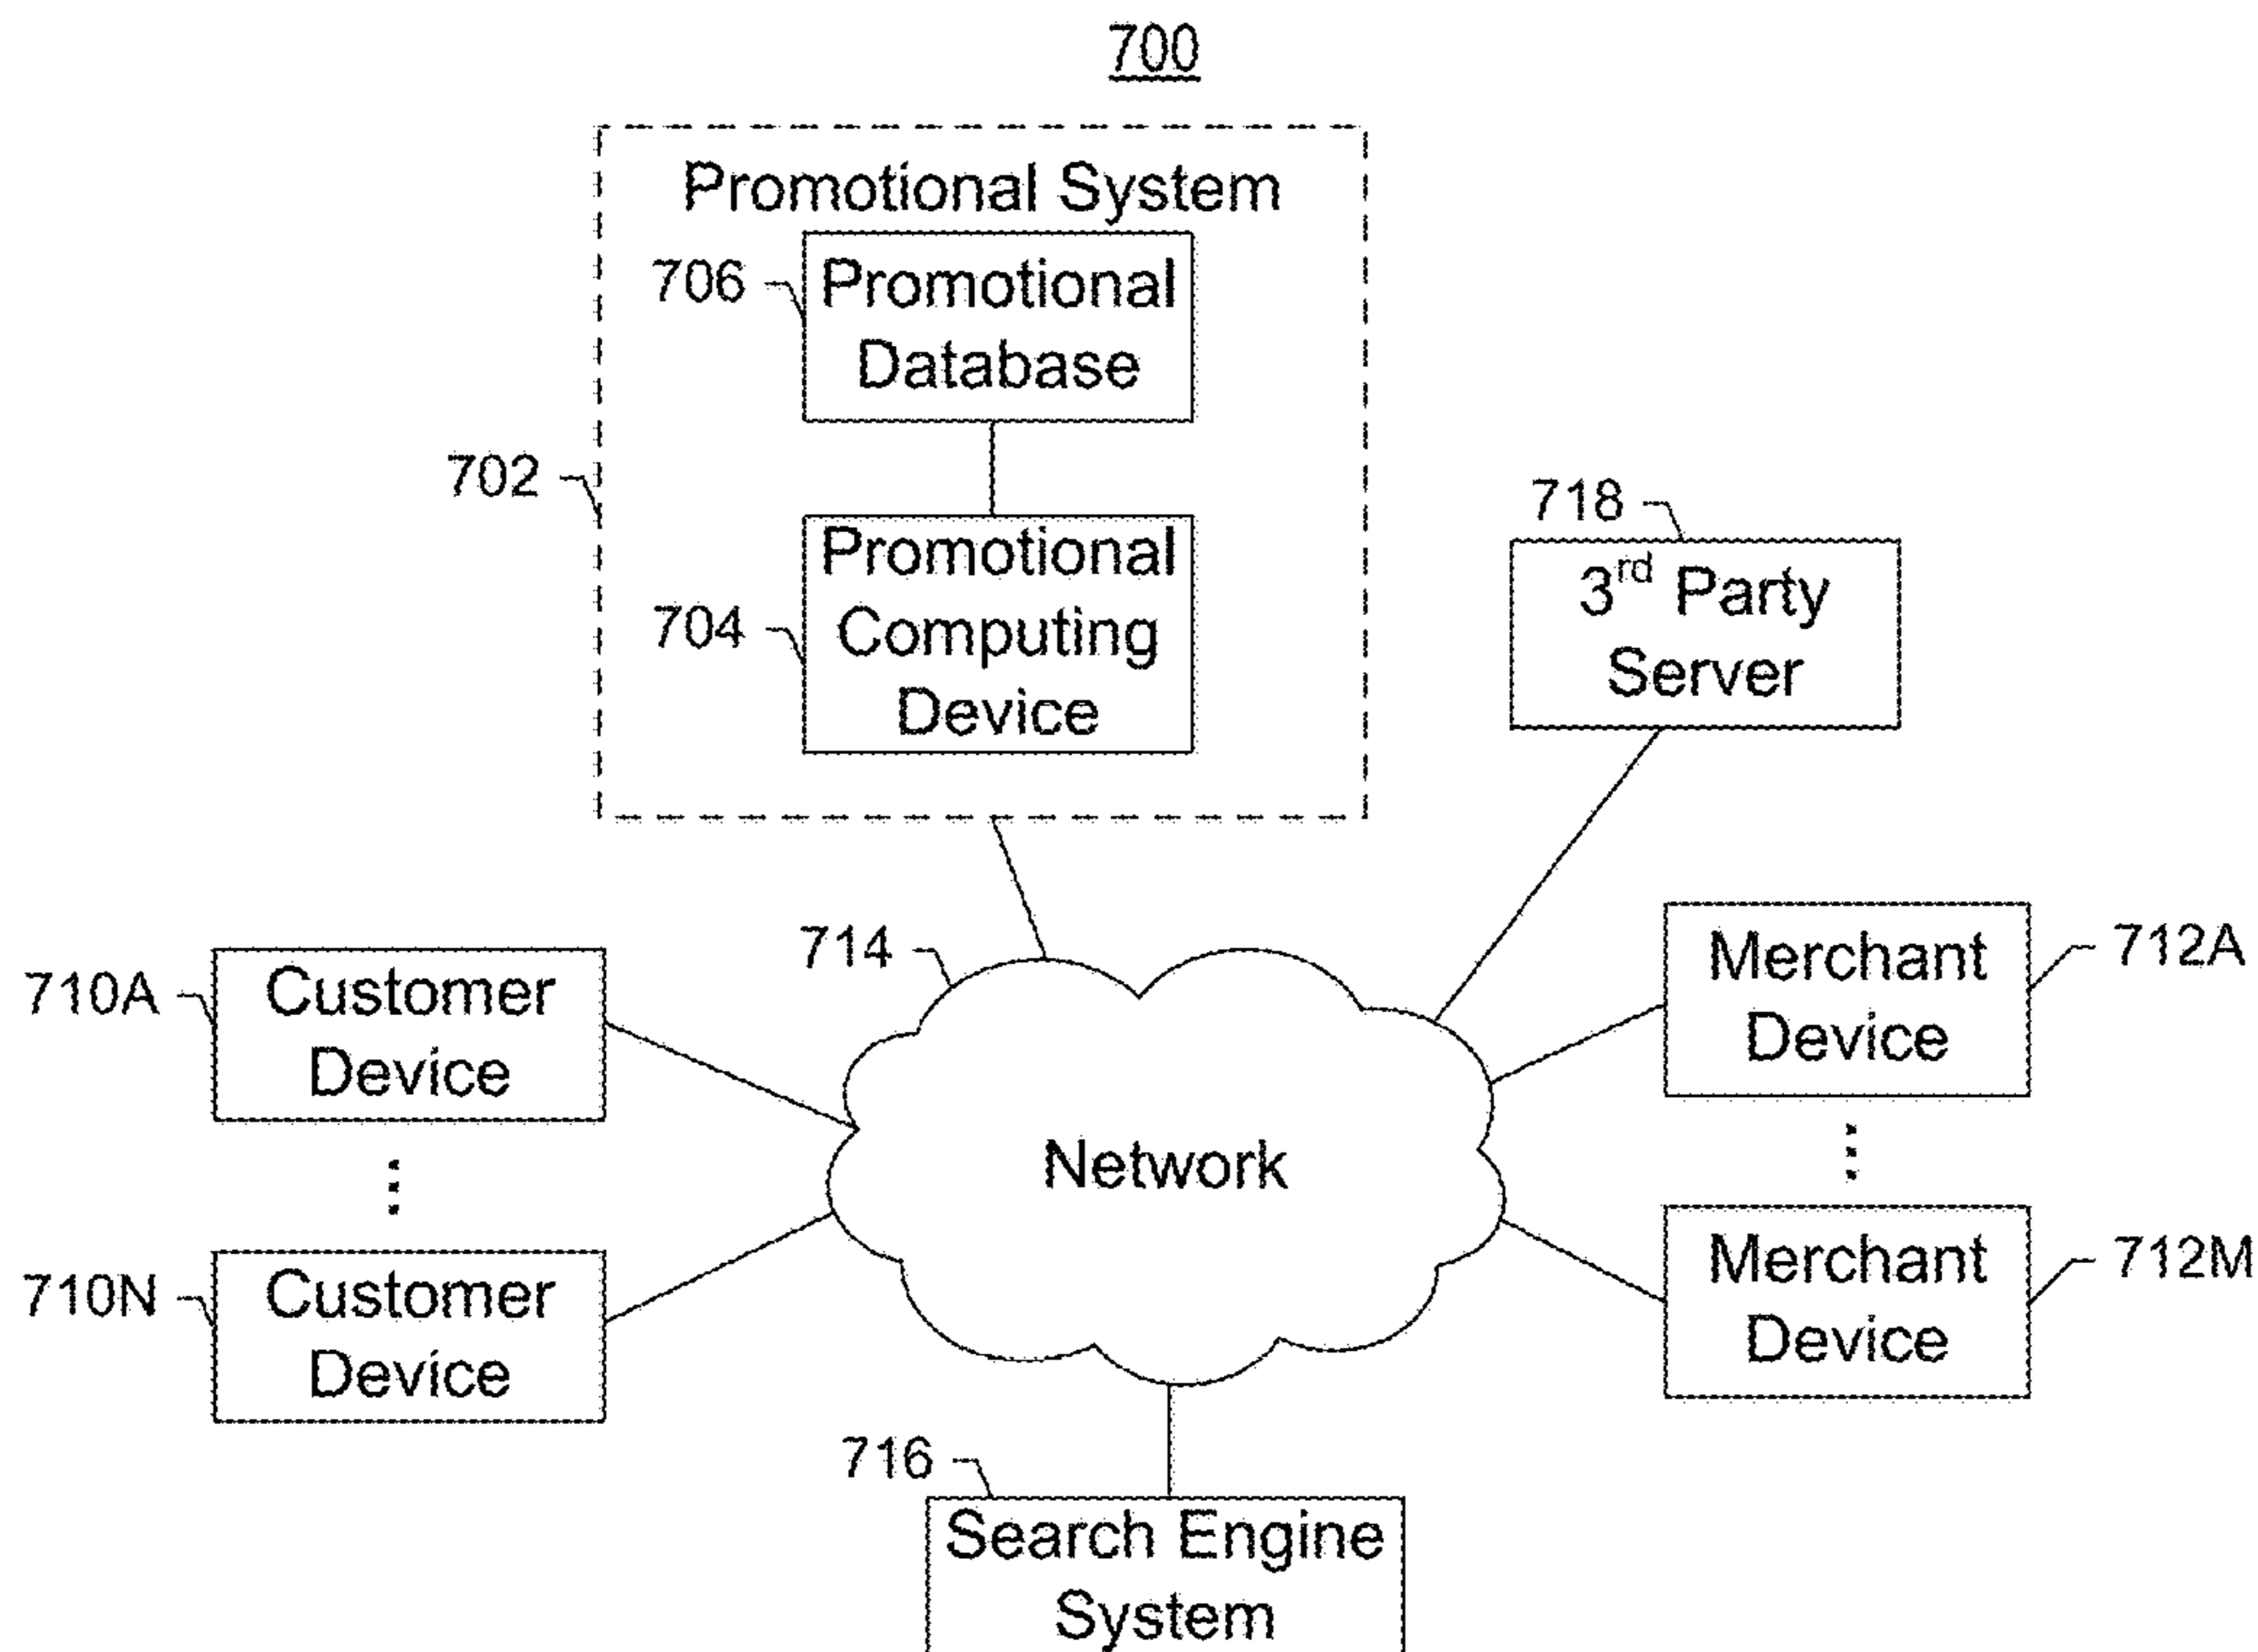 700
Promotional System
706
Promotional
Database
702
704
Promotional
Computing
Device
718
3rd Party
Server
714
710A
Customer
Device
712A
Merchant
Device
Network
710N
Customer
Device
712M
Merchant
Device
716
Search Engine
System